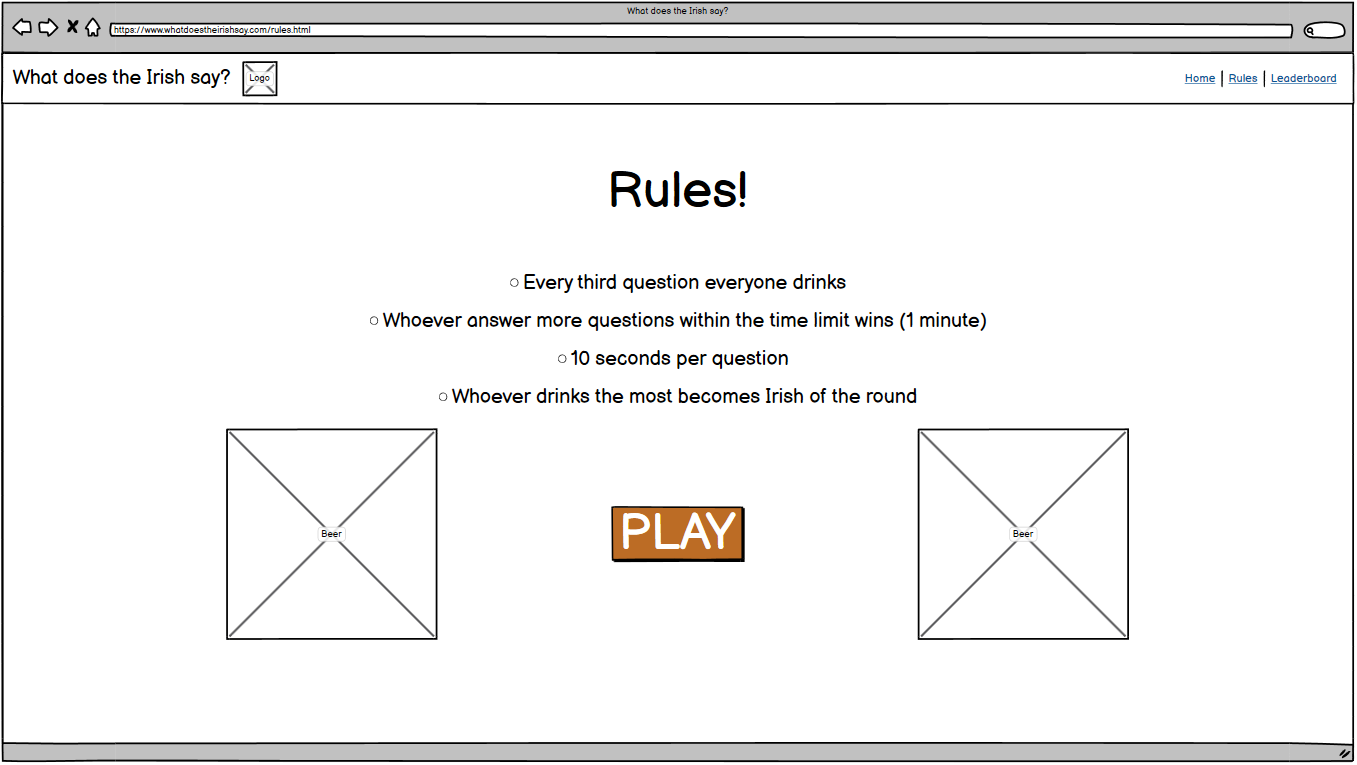 What does the Irish say?
https://www.whatdoestheirishsay.com/rules.html
What does the Irish say? Logo Home | Rules | Leaderboard
Rules!
Every third question everyone drinks
Whoever answer more questions within the time limit wins (1 minute)
10 seconds per question
Whoever drinks the most becomes Irish of the round
Beer PLAY Beer